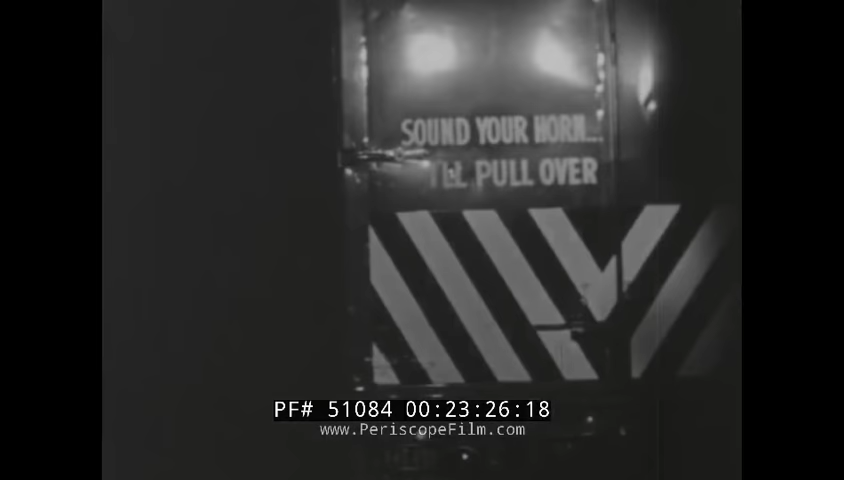 SOUND YOUR HORN...
I'LL PULL OVER
PF# 51084 00:23:26:18
www.PeriscopeFilm.com